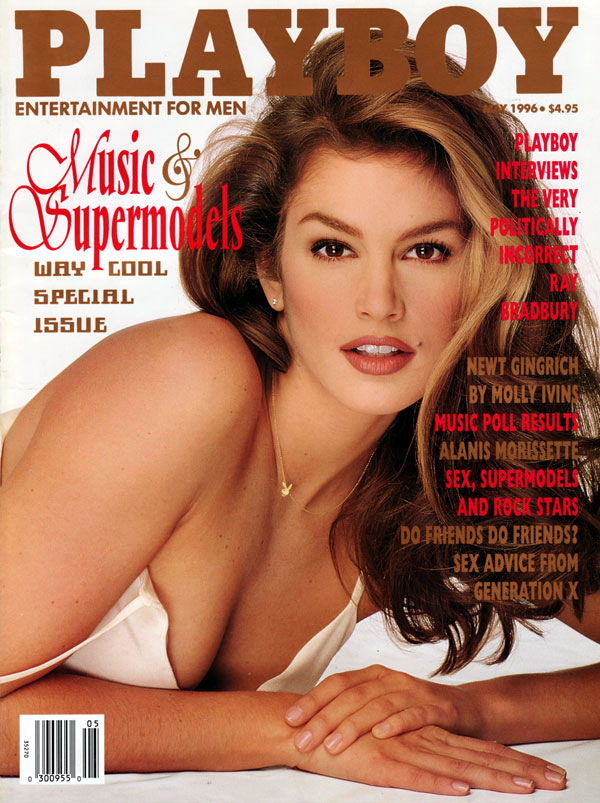 PLAYBOY
ENTERTAINMENT FOR MEN
MAY 1996 • $4.95
Music &
Supermodels
WAY COOL
SPECIAL
ISSUE
PLAYBOY
INTERVIEWS
THE VERY
POLITICALLY
INCORRECT
RAY
BRADBURY
NEWT GINGRICH
BY MOLLY IVINS
MUSIC POLL RESULTS
ALANIS MORISSETTE
SEX, SUPERMODELS
AND ROCK STARS
DO FRIENDS DO FRIENDS?
SEX ADVICE FROM
GENERATION X
05
35270
0 300955 0